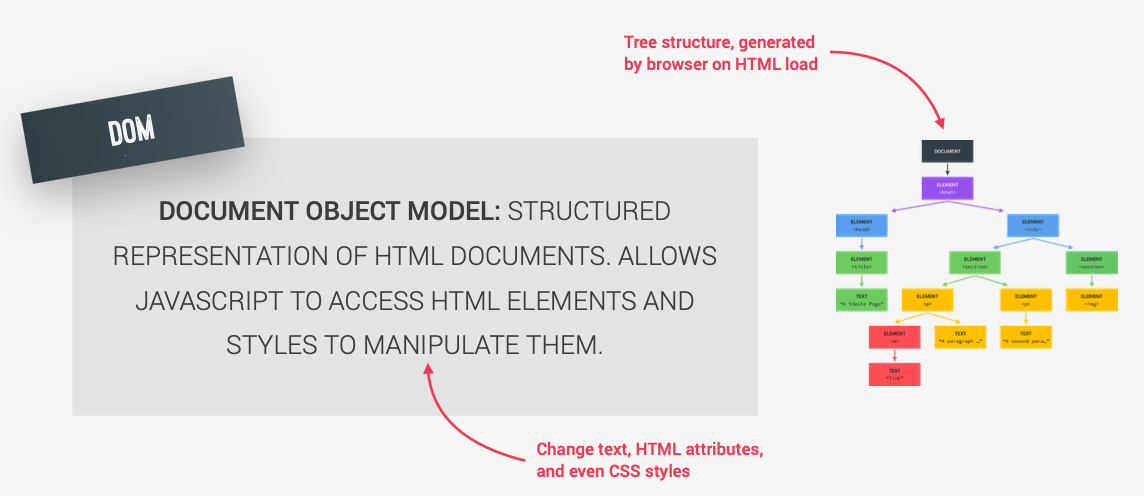 Tree structure, generated
by browser on HTML load
DOM
DOCUMENT OBJECT MODEL: STRUCTURED
REPRESENTATION OF HTML DOCUMENTS. ALLOWS
JAVASCRIPT TO ACCESS HTML ELEMENTS AND
STYLES TO MANIPULATE THEM.
Change text, HTML attributes,
and even CSS styles
DOCUMENT
ELEMENT
<html>
ELEMENT
<head>
ELEMENT
<body>
ELEMENT
<title>
ELEMENT
<section>
ELEMENT
<section>
TEXT
"A Simple Page"
ELEMENT
<p>
ELEMENT
<p>
ELEMENT
<img>
ELEMENT
<a>
TEXT
"A paragraph …"
TEXT
"A second para…"
TEXT
"link"